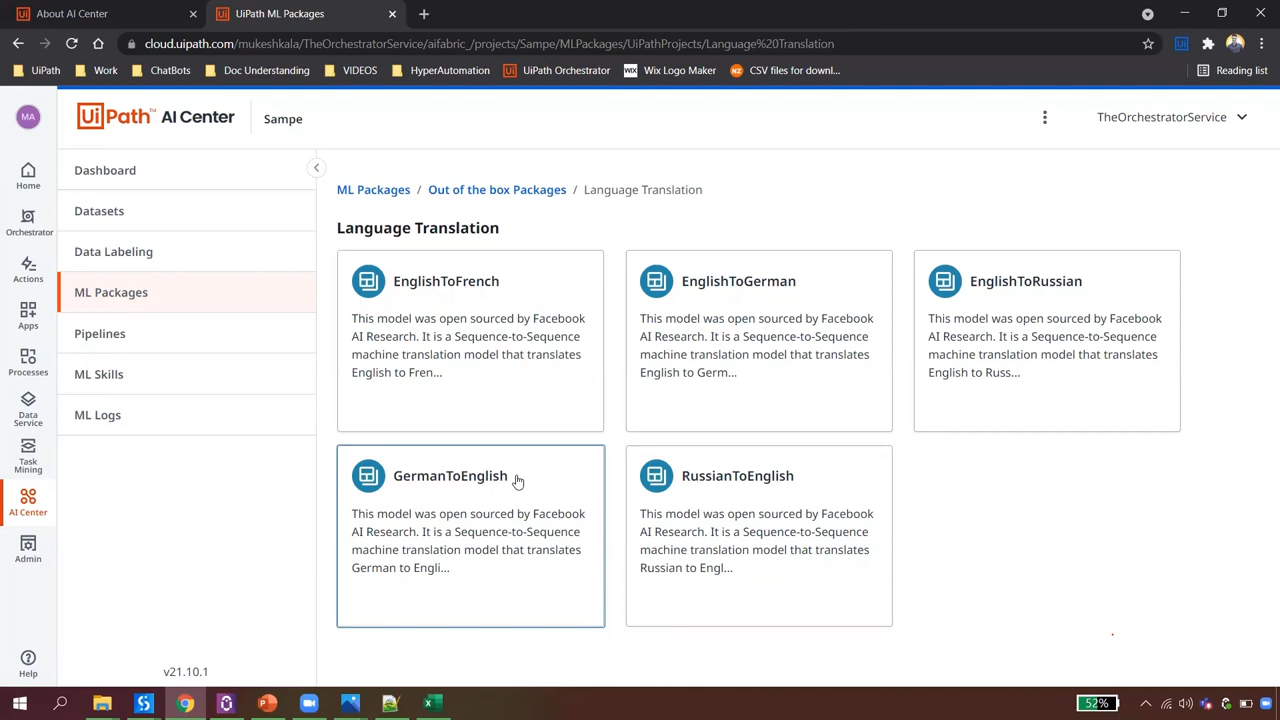 About AI Center
UiPath ML Packages
cloud.uipath.com/mukeshkala/TheOrchestratorService/aifabric_/projects/Sampe/MLPackages/UiPathProjects/Language%20Translation
UiPath
Work
ChatBots
Doc Understanding
VIDEOS
HyperAutomation
UiPath Orchestrator
Wix Logo Maker
CSV files for downl...
Reading list
MA
UiPath™ AI Center
Sampe
TheOrchestratorService
Home
Orchestrator
Actions
Apps
Processes
Data
Service
Task
Mining
AI Center
Admin
Help
Dashboard
Datasets
Data Labeling
ML Packages
Pipelines
ML Skills
ML Logs
v21.10.1
ML Packages / Out of the box Packages / Language Translation
Language Translation
EnglishToFrench
This model was open sourced by Facebook
AI Research. It is a Sequence-to-Sequence
machine translation model that translates
English to Fren...
EnglishToGerman
This model was open sourced by Facebook
AI Research. It is a Sequence-to-Sequence
machine translation model that translates
English to Germ...
EnglishToRussian
This model was open sourced by Facebook
AI Research. It is a Sequence-to-Sequence
machine translation model that translates
English to Russ...
GermanToEnglish
This model was open sourced by Facebook
AI Research. It is a Sequence-to-Sequence
machine translation model that translates
German to Engli...
RussianToEnglish
This model was open sourced by Facebook
AI Research. It is a Sequence-to-Sequence
machine translation model that translates
Russian to Engl...
52%